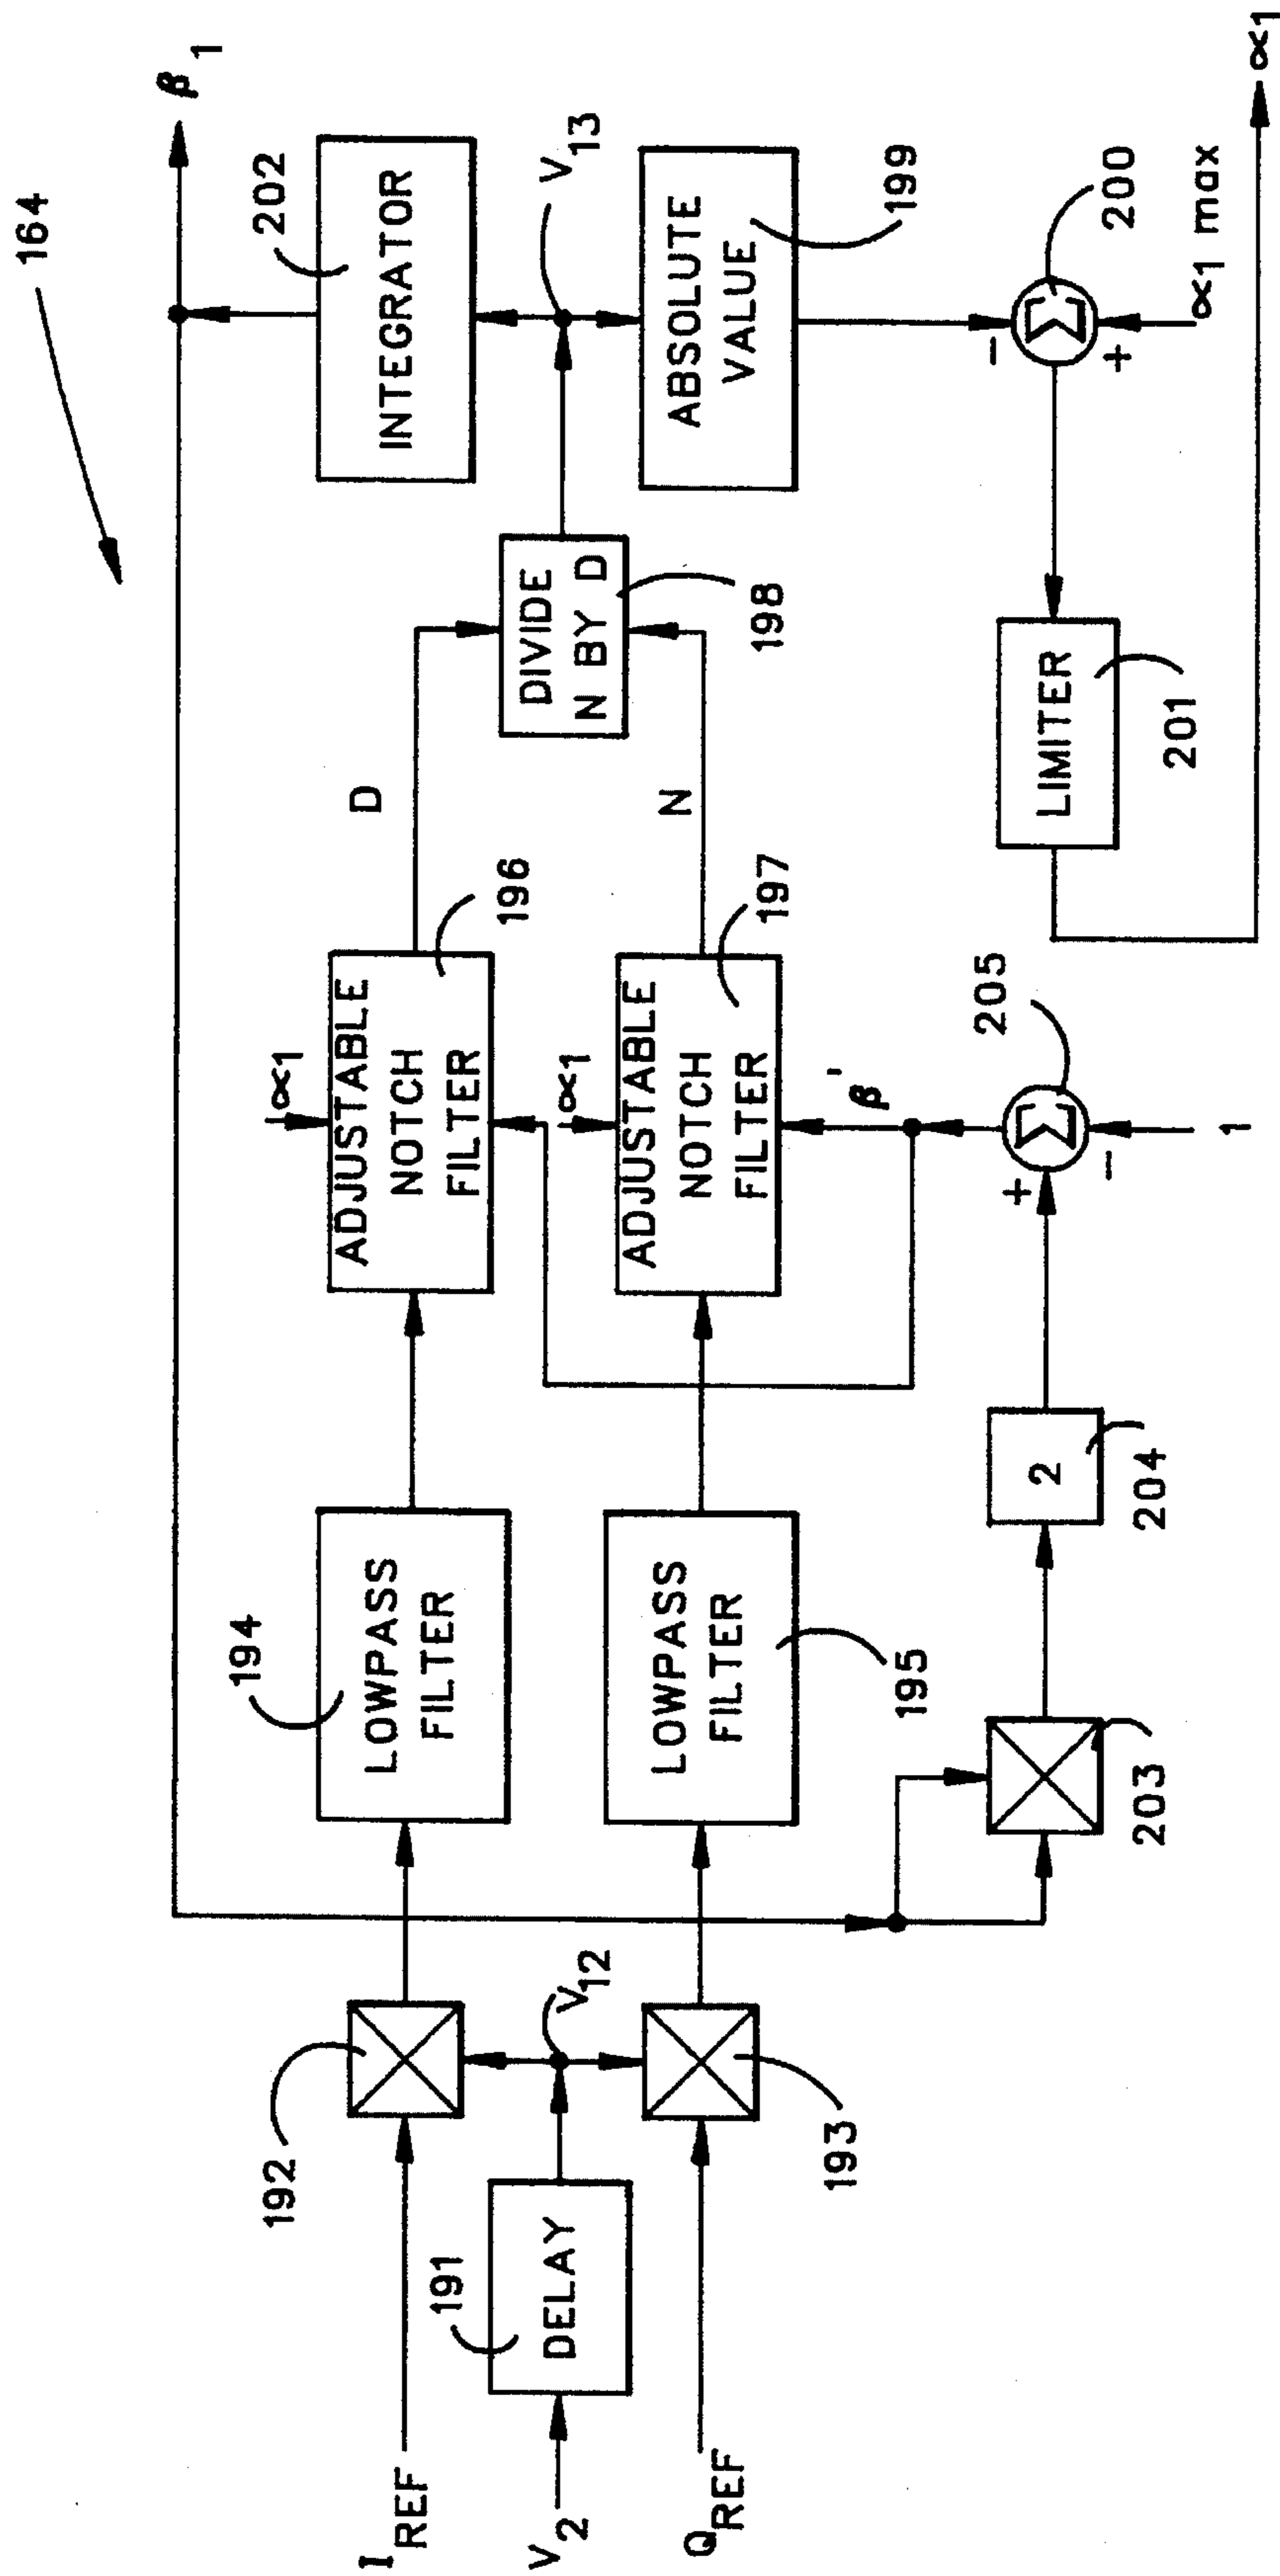 164
β1
202
INTEGRATOR
V13
ABSOLUTE
VALUE
199
200
-
+
∝1 max
∝1
DIVIDE
N BY D
198
D
N
LIMITER
201
∝1
ADJUSTABLE
NOTCH
FILTER
196
∝1
ADJUSTABLE
NOTCH
FILTER
197
β'
205
Σ
Σ
+
-
1
194
LOWPASS
FILTER
LOWPASS
FILTER
195
2
204
203
192
V12
193
191
DELAY
IREF
V2
QREF